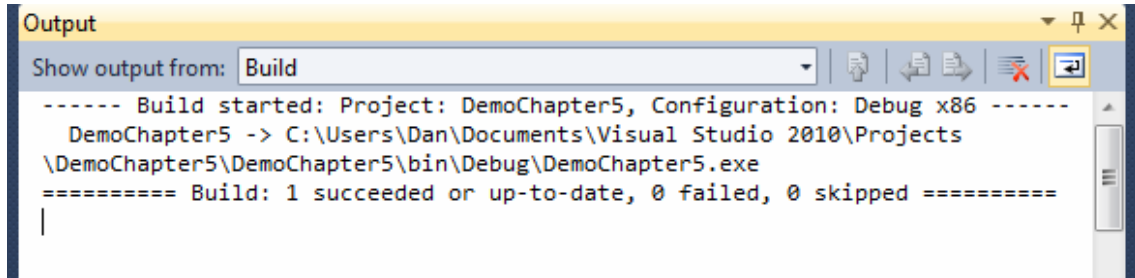 Output
Show output from: Build
------ Build started: Project: DemoChapter5, Configuration: Debug x86 ------
DemoChapter5 -> C:\Users\Dan\Documents\Visual Studio 2010\Projects
\DemoChapter5\DemoChapter5\bin\Debug\DemoChapter5.exe
========== Build: 1 succeeded or up-to-date, 0 failed, 0 skipped ==========